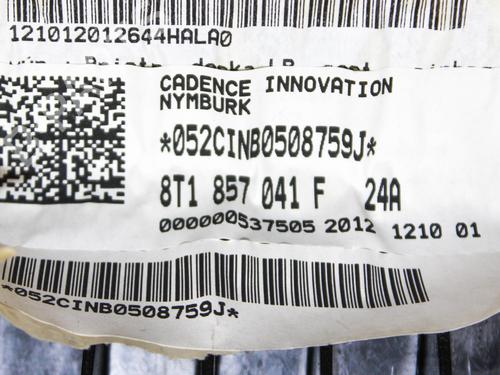 121012012644HALA0
CADENCE INNOVATION
NYMBURK
*052CINB0508759J*
8T1 857 041 F 24A
000000537505 2012 1210 01
*052CINB0508759J*